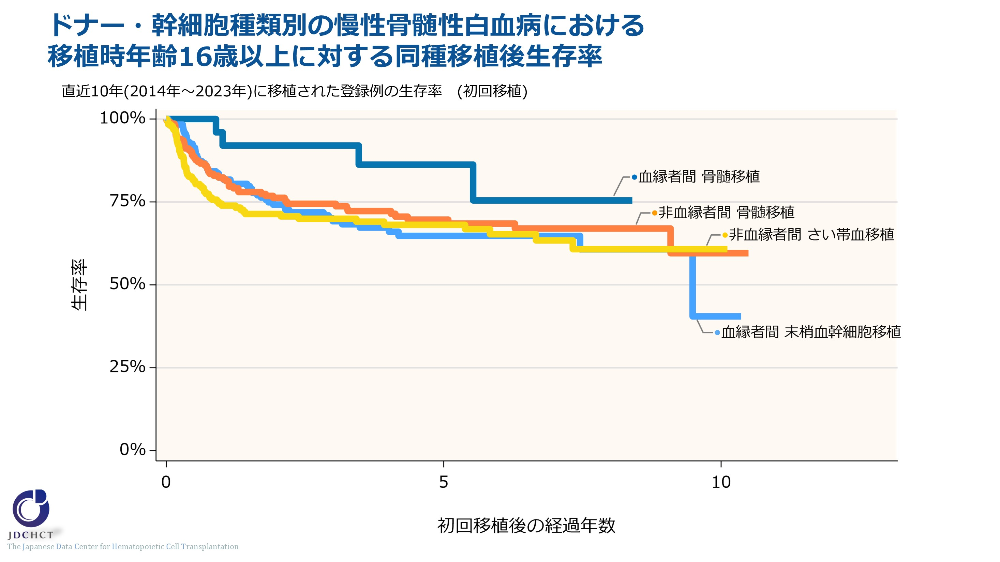 ドナー・幹細胞種類別の慢性骨髄性白血病における
移植時年齢16歳以上に対する同種移植後生存率
直近10年(2014年～2023年)に移植された登録例の生存率　(初回移植)
100%
75%
50%
25%
0%
生存率
血縁者間 骨髄移植
非血縁者間 骨髄移植
非血縁者間 さい帯血移植
血縁者間 末梢血幹細胞移植
0
5
10
初回移植後の経過年数
JDCHCT
The Japanese Data Center for Hematopoietic Cell Transplantation